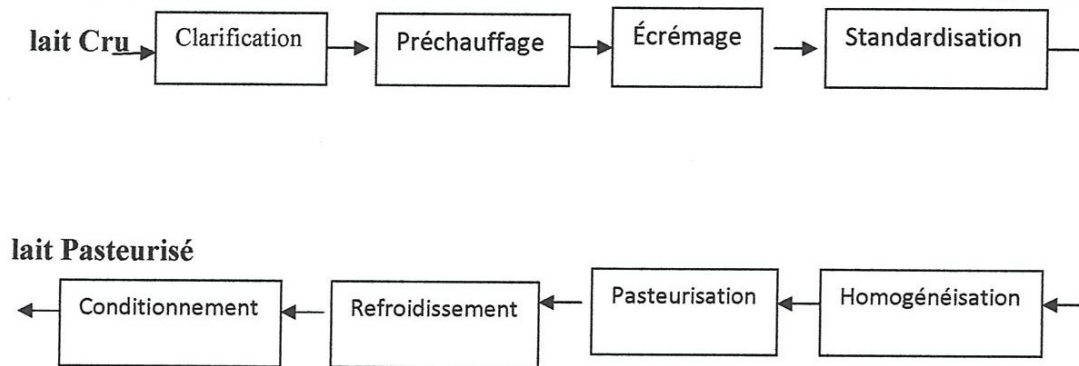 lait Cru
Clarification
Préchauffage
Écrémage
Standardisation
lait Pasteurisé
Conditionnement
Refroidissement
Pasteurisation
Homogénéisation